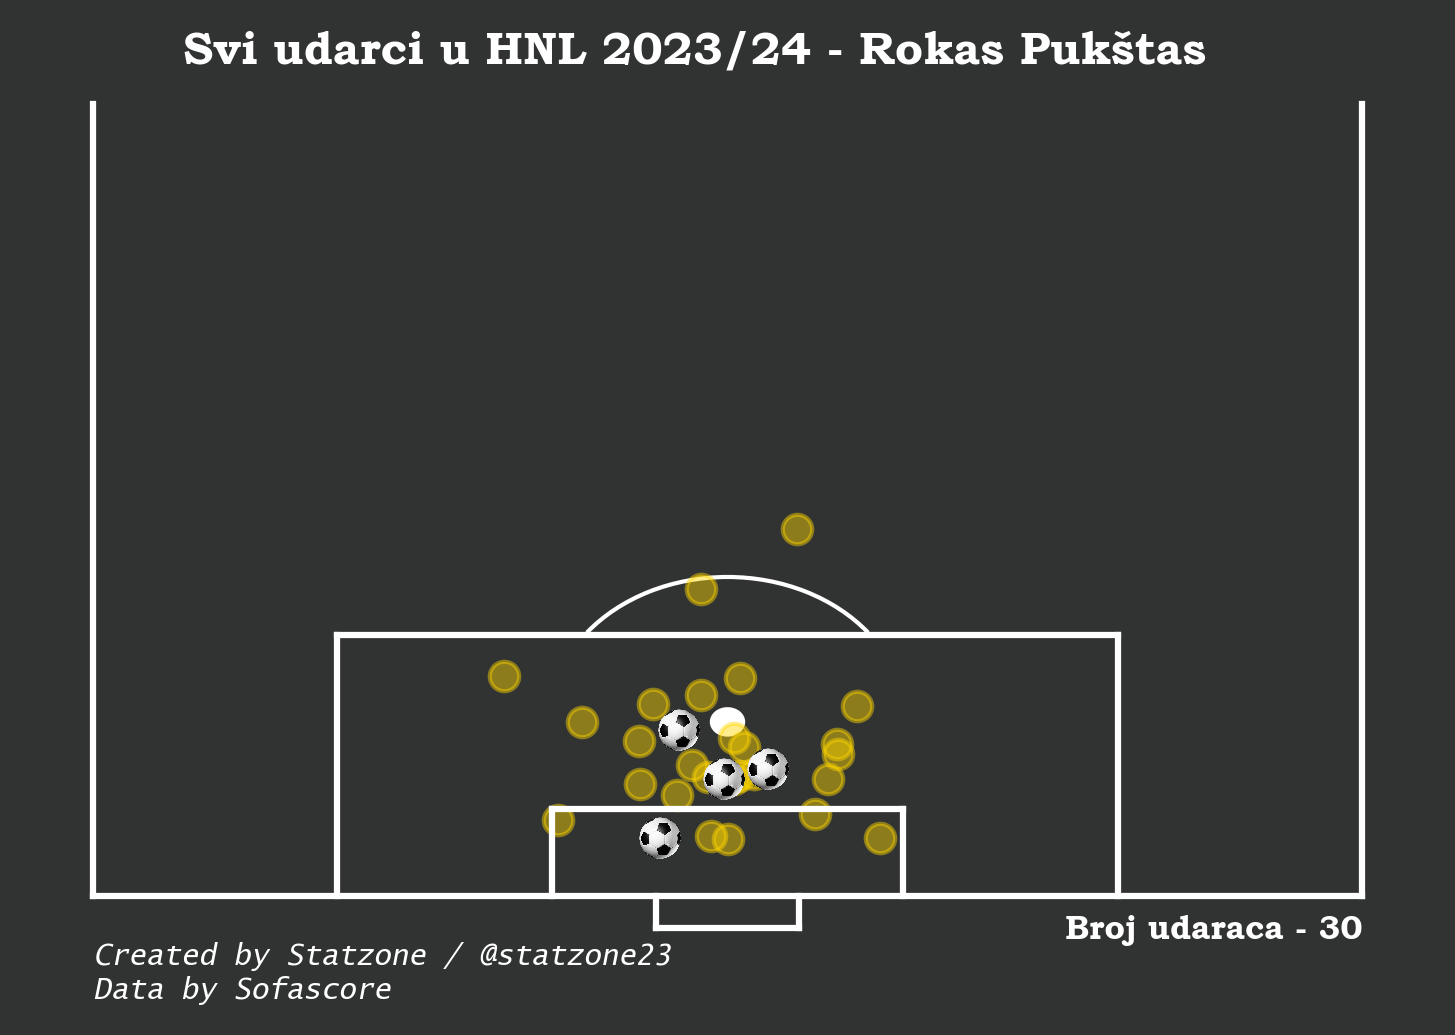 Svi udarci u HNL 2023/24 - Rokas Pukštas
Broj udaraca - 30
Created by Statzone / @statzone23
Data by Sofascore